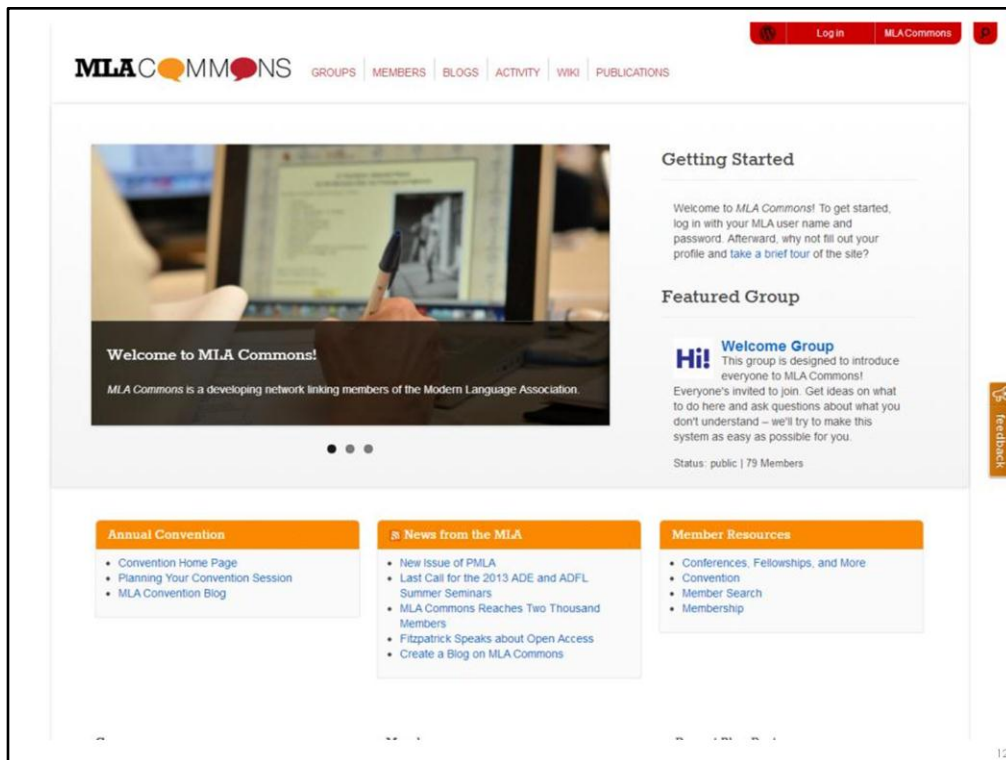 Log in
MLA Commons
MLA COMMONS
GROUPS
MEMBERS
BLOGS
ACTIVITY
WIKI
PUBLICATIONS
Welcome to MLA Commons!
MLA Commons is a developing network linking members of the Modern Language Association.
Getting Started
Welcome to MLA Commons! To get started,
log in with your MLA user name and
password. Afterward, why not fill out your
profile and take a brief tour of the site?
Featured Group
Hi!
Welcome Group
This group is designed to introduce
everyone to MLA Commons!
Everyone's invited to join. Get ideas on what
to do here and ask questions about what you
don't understand – we'll try to make this
system as easy as possible for you.
Status: public | 79 Members
feedback
Annual Convention
• Convention Home Page
• Planning Your Convention Session
• MLA Convention Blog
News from the MLA
• New Issue of PMLA
• Last Call for the 2013 ADE and ADFL
Summer Seminars
• MLA Commons Reaches Two Thousand
Members
• Fitzpatrick Speaks about Open Access
• Create a Blog on MLA Commons
Member Resources
• Conferences, Fellowships, and More
• Convention
• Member Search
• Membership
12